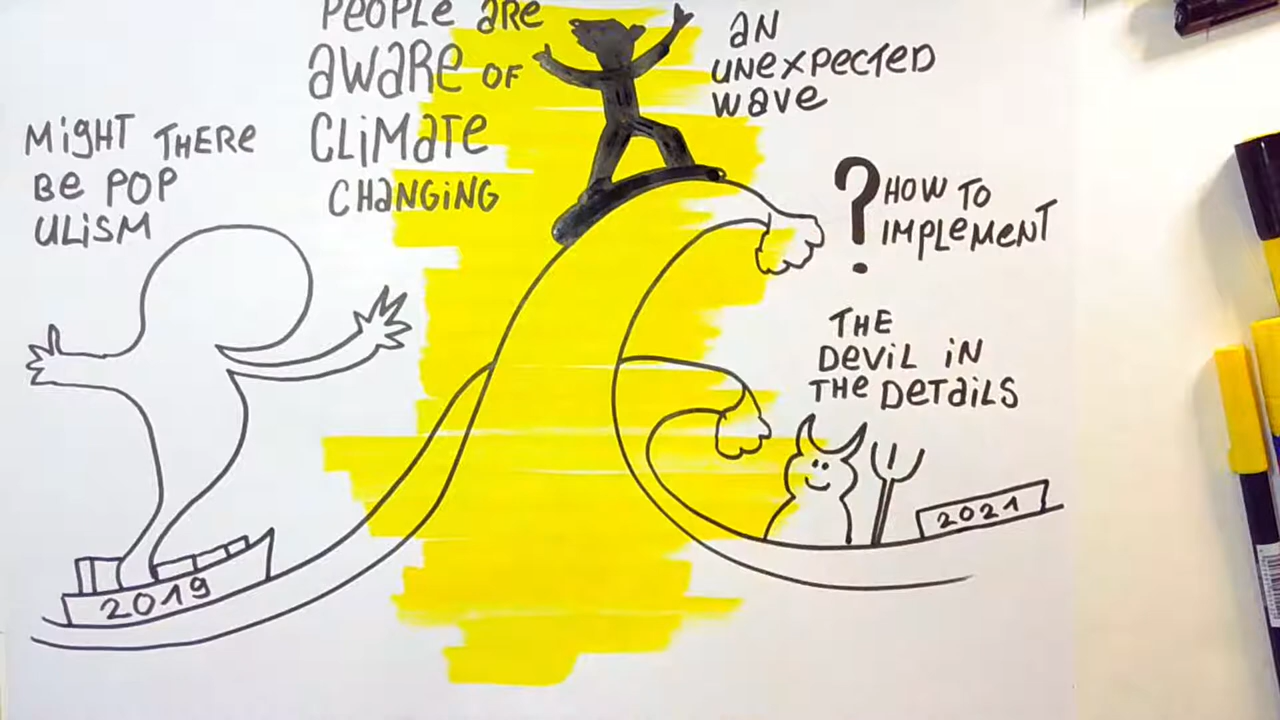 MiGHT THERE
BE POP
ULiSM
PEOPLE ARE
AWARE OF
CLiMATE
CHANGiNG
AN
UNEXPECTED
WAVE
?
HOW TO
IMPLEMENT
THE
DEViL iN
THE DETAiLS
2019
2021